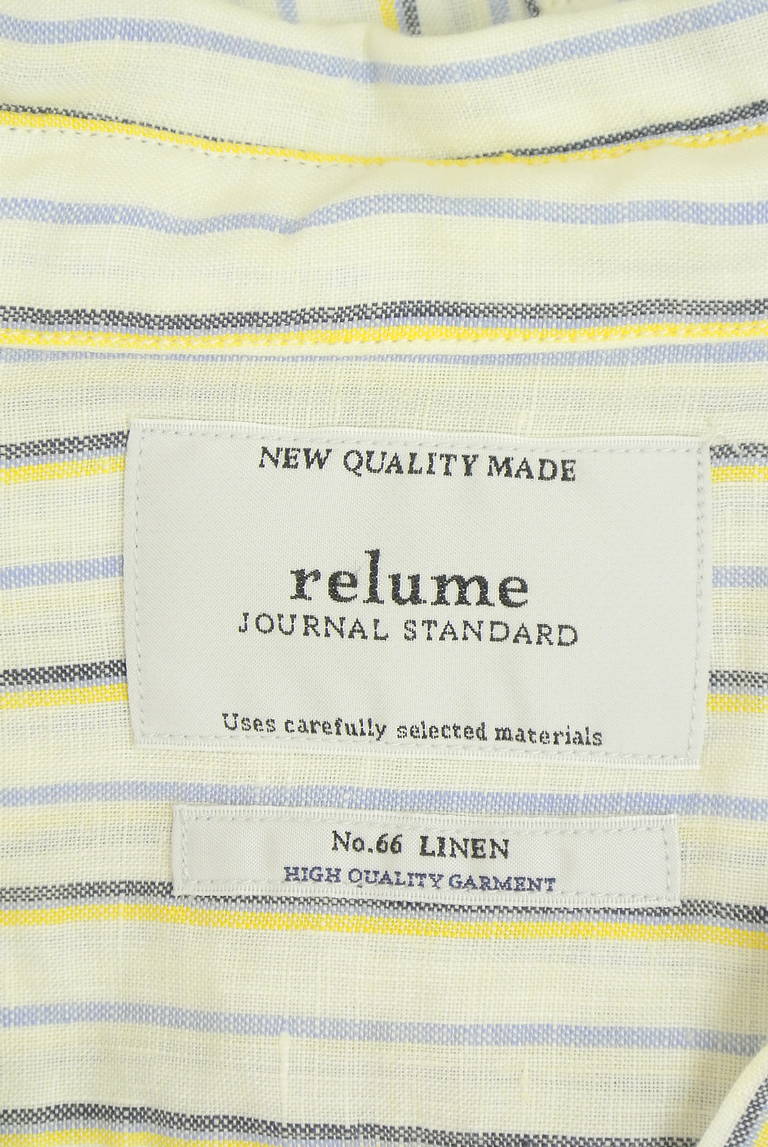 NEW QUALITY MADE
relume
JOURNAL STANDARD
Uses carefully selected materials
No.66 LINEN
HIGH QUALITY GARMENT